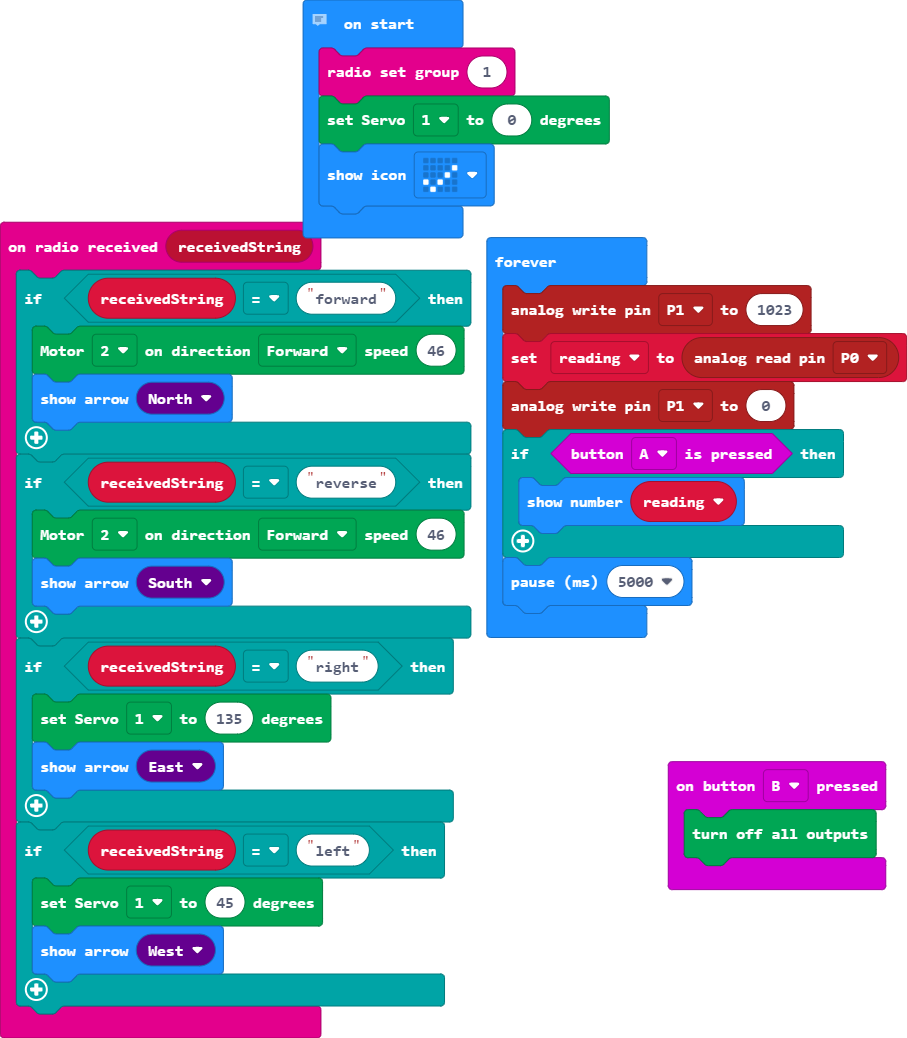 on start
radio set group 1
set Servo 1 to 0 degrees
show icon
on radio received receivedString
if receivedString = "forward" then
Motor 2 on direction Forward speed 46
show arrow North
if receivedString = "reverse" then
Motor 2 on direction Forward speed 46
show arrow South
if receivedString = "right" then
set Servo 1 to 135 degrees
show arrow East
if receivedString = "left" then
set Servo 1 to 45 degrees
show arrow West
forever
analog write pin P1 to 1023
set reading to analog read pin P0
analog write pin P1 to 0
if button A is pressed then
show number reading
pause (ms) 5000
on button B pressed
turn off all outputs